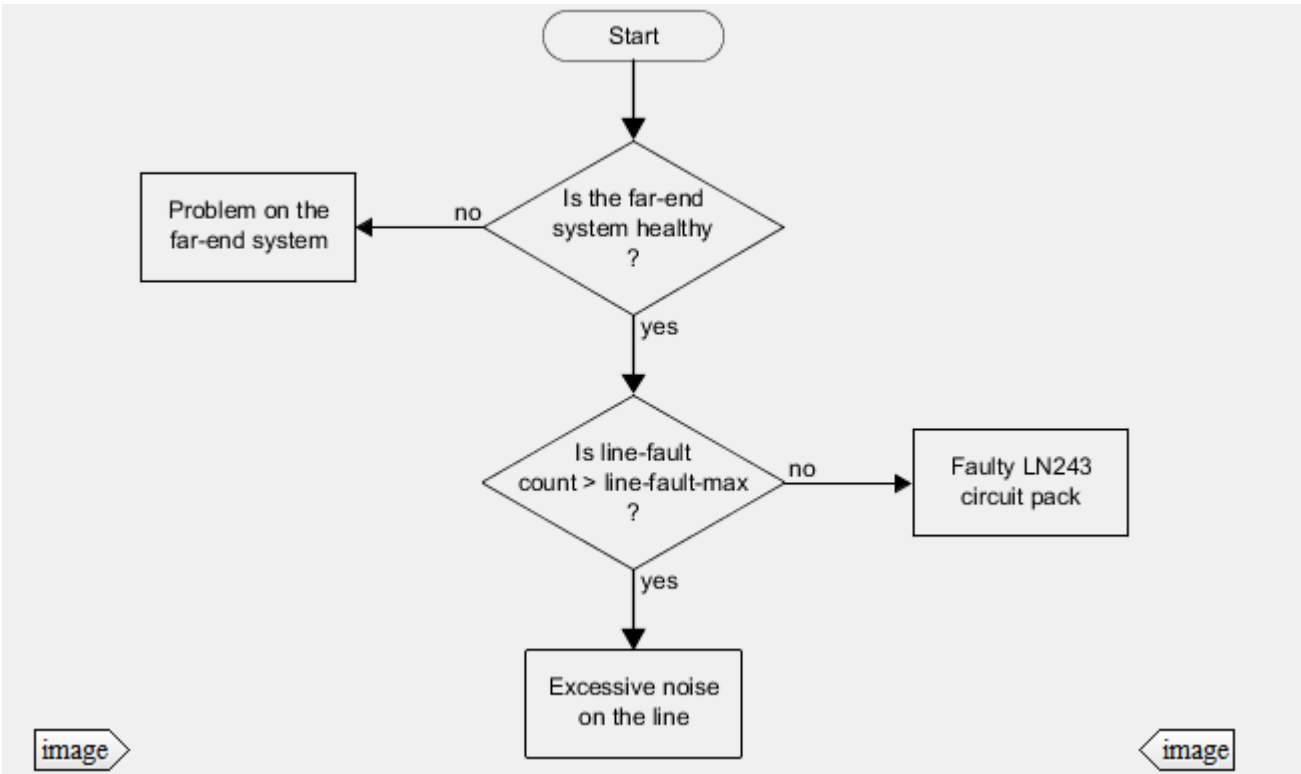 Start
Is the far-end
system healthy
?
no
Problem on the
far-end system
yes
Is line-fault
count > line-fault-max
?
no
Faulty LN243
circuit pack
yes
Excessive noise
on the line
image
image